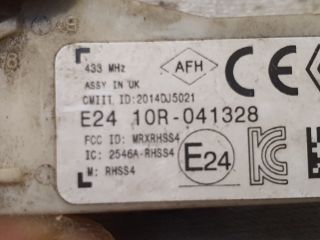 433 MHz
AFH
CE
ASSY IN UK
CMIIT ID:2014DJ5021
E24 10R-041328
FCC ID: MRXRHSS4
IC: 2546A-RHSS4
M: RHSS4
E24